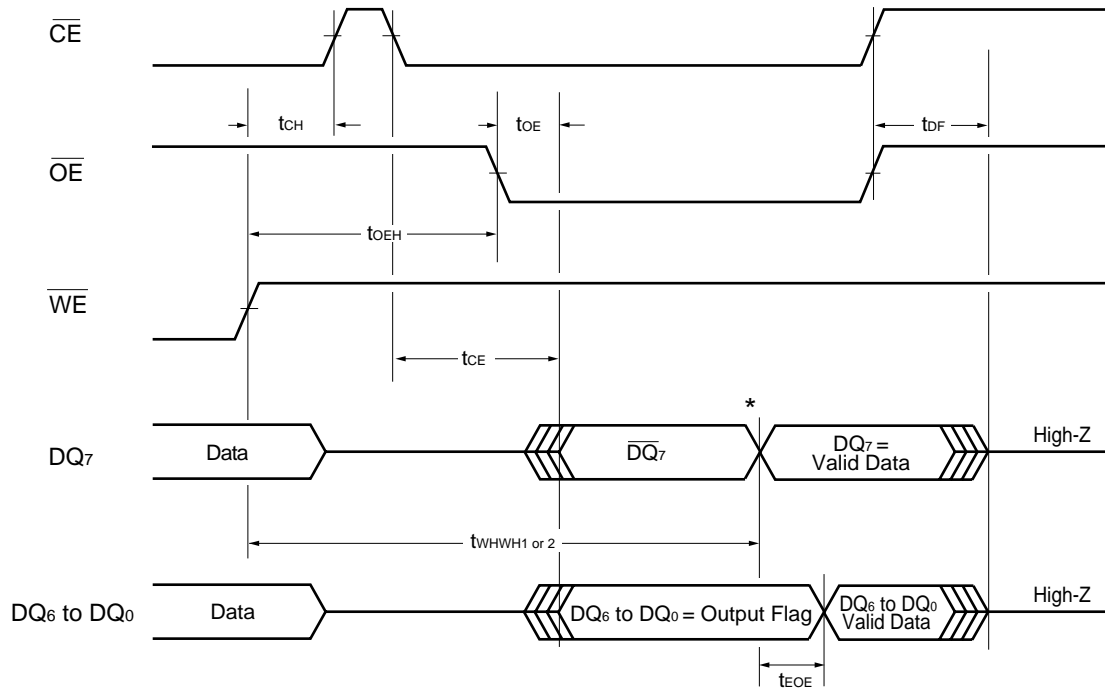 CE
tCH
tOE
tDF
OE
tOEH
WE
tCE
*
DQ7
Data
DQ7
DQ7 =
Valid Data
High-Z
tWHWH1 or 2
DQ6 to DQ0
Data
DQ6 to DQ0 = Output Flag
DQ6 to DQ0
Valid Data
High-Z
tEOE